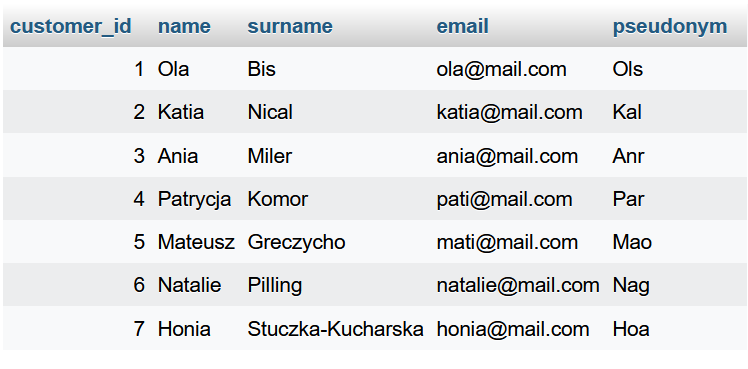 customer_id name surname email pseudonym
1 Ola Bis ola@mail.com Ols
2 Katia Nical katia@mail.com Kal
3 Ania Miler ania@mail.com Anr
4 Patrycja Komor pati@mail.com Par
5 Mateusz Greczycho mati@mail.com Mao
6 Natalie Pilling natalie@mail.com Nag
7 Honia Stuczka-Kucharska honia@mail.com Hoa